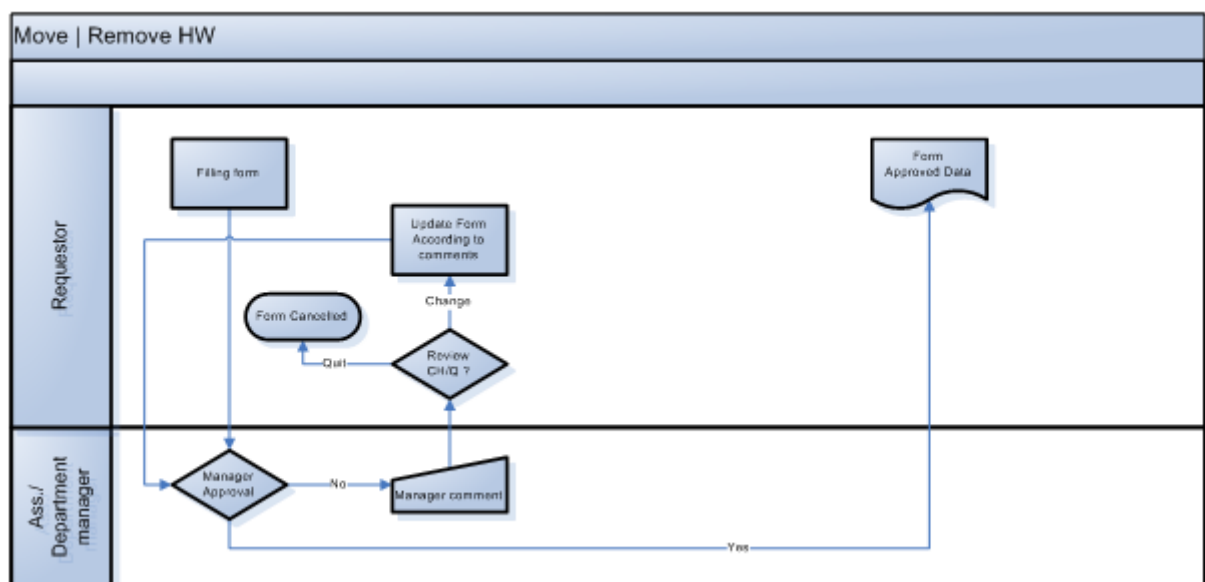 Move | Remove HW
Requestor
Filling form
Form
Approved Data
Update Form
According to
comments
Change
Form Cancelled
Quit
Review
CH/Q ?
Ass./
Department
manager
Manager
Approval
No
Manager comment
Yes